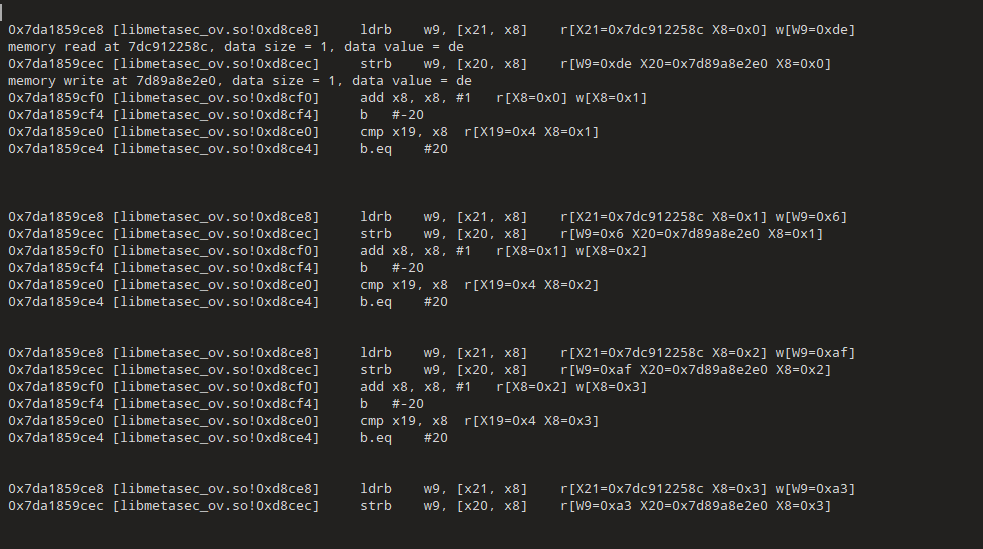 0x7da1859ce8 [libmetasec_ov.so!0xd8ce8]     ldrb    w9, [x21, x8]    r[X21=0x7dc912258c X8=0x0] w[W9=0xde]
memory read at 7dc912258c, data size = 1, data value = de
0x7da1859cec [libmetasec_ov.so!0xd8cec]     strb    w9, [x20, x8]    r[W9=0xde X20=0x7d89a8e2e0 X8=0x0]
memory write at 7d89a8e2e0, data size = 1, data value = de
0x7da1859cf0 [libmetasec_ov.so!0xd8cf0]     add x8, x8, #1   r[X8=0x0] w[X8=0x1]
0x7da1859cf4 [libmetasec_ov.so!0xd8cf4]     b   #-20
0x7da1859ce0 [libmetasec_ov.so!0xd8ce0]     cmp x19, x8  r[X19=0x4 X8=0x1]
0x7da1859ce4 [libmetasec_ov.so!0xd8ce4]     b.eq    #20
0x7da1859ce8 [libmetasec_ov.so!0xd8ce8]     ldrb    w9, [x21, x8]    r[X21=0x7dc912258c X8=0x1] w[W9=0x6]
0x7da1859cec [libmetasec_ov.so!0xd8cec]     strb    w9, [x20, x8]    r[W9=0x6 X20=0x7d89a8e2e0 X8=0x1]
0x7da1859cf0 [libmetasec_ov.so!0xd8cf0]     add x8, x8, #1   r[X8=0x1] w[X8=0x2]
0x7da1859cf4 [libmetasec_ov.so!0xd8cf4]     b   #-20
0x7da1859ce0 [libmetasec_ov.so!0xd8ce0]     cmp x19, x8  r[X19=0x4 X8=0x2]
0x7da1859ce4 [libmetasec_ov.so!0xd8ce4]     b.eq    #20
0x7da1859ce8 [libmetasec_ov.so!0xd8ce8]     ldrb    w9, [x21, x8]    r[X21=0x7dc912258c X8=0x2] w[W9=0xaf]
0x7da1859cec [libmetasec_ov.so!0xd8cec]     strb    w9, [x20, x8]    r[W9=0xaf X20=0x7d89a8e2e0 X8=0x2]
0x7da1859cf0 [libmetasec_ov.so!0xd8cf0]     add x8, x8, #1   r[X8=0x2] w[X8=0x3]
0x7da1859cf4 [libmetasec_ov.so!0xd8cf4]     b   #-20
0x7da1859ce0 [libmetasec_ov.so!0xd8ce0]     cmp x19, x8  r[X19=0x4 X8=0x3]
0x7da1859ce4 [libmetasec_ov.so!0xd8ce4]     b.eq    #20
0x7da1859ce8 [libmetasec_ov.so!0xd8ce8]     ldrb    w9, [x21, x8]    r[X21=0x7dc912258c X8=0x3] w[W9=0xa3]
0x7da1859cec [libmetasec_ov.so!0xd8cec]     strb    w9, [x20, x8]    r[W9=0xa3 X20=0x7d89a8e2e0 X8=0x3]